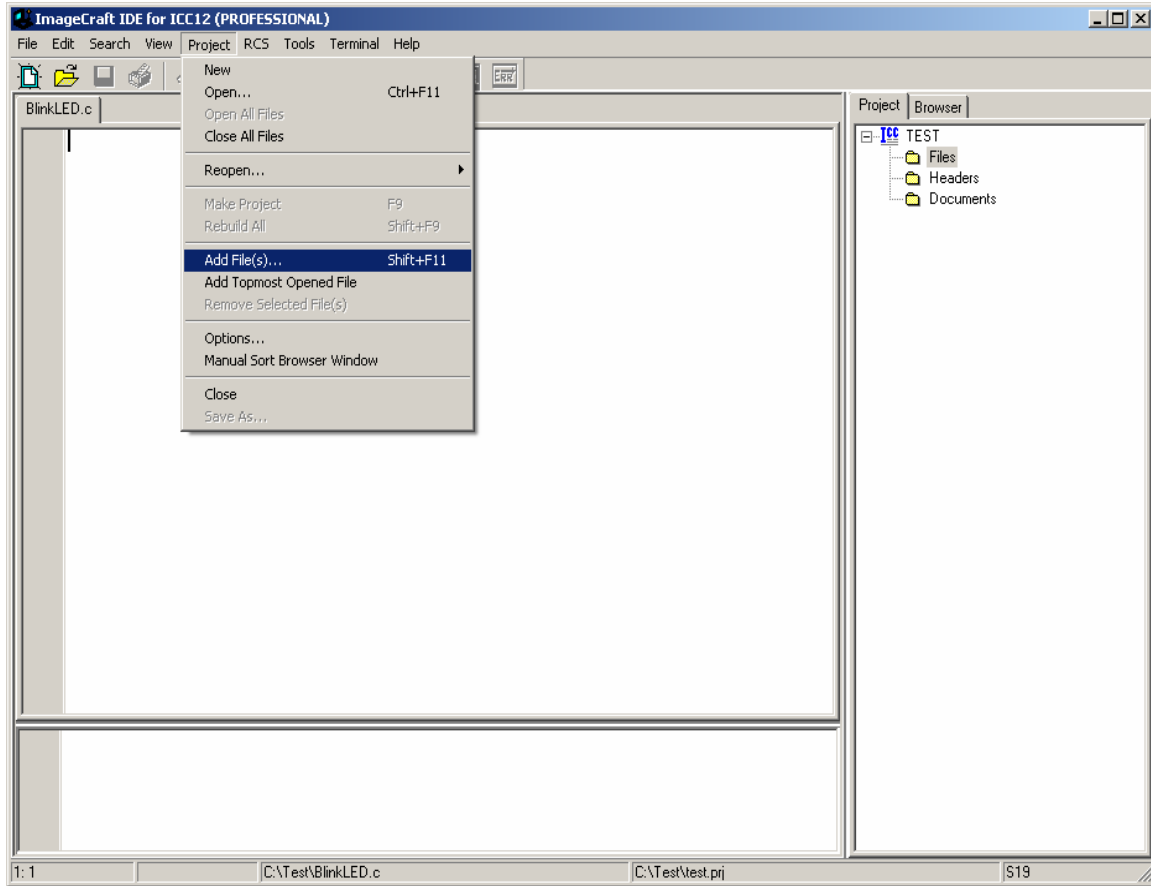 ImageCraft IDE for ICC12 (PROFESSIONAL)
File Edit Search View Project RCS Tools Terminal Help
ERR
BlinkLED.c
New
Open... Ctrl+F11
Open All Files
Close All Files
Reopen...
Make Project F9
Rebuild All Shift+F9
Add File(s)... Shift+F11
Add Topmost Opened File
Remove Selected File(s)
Options...
Manual Sort Browser Window
Close
Save As...
Project Browser
ICC TEST
Files
Headers
Documents
1: 1 C:\Test\BlinkLED.c C:\Test\test.prj S19